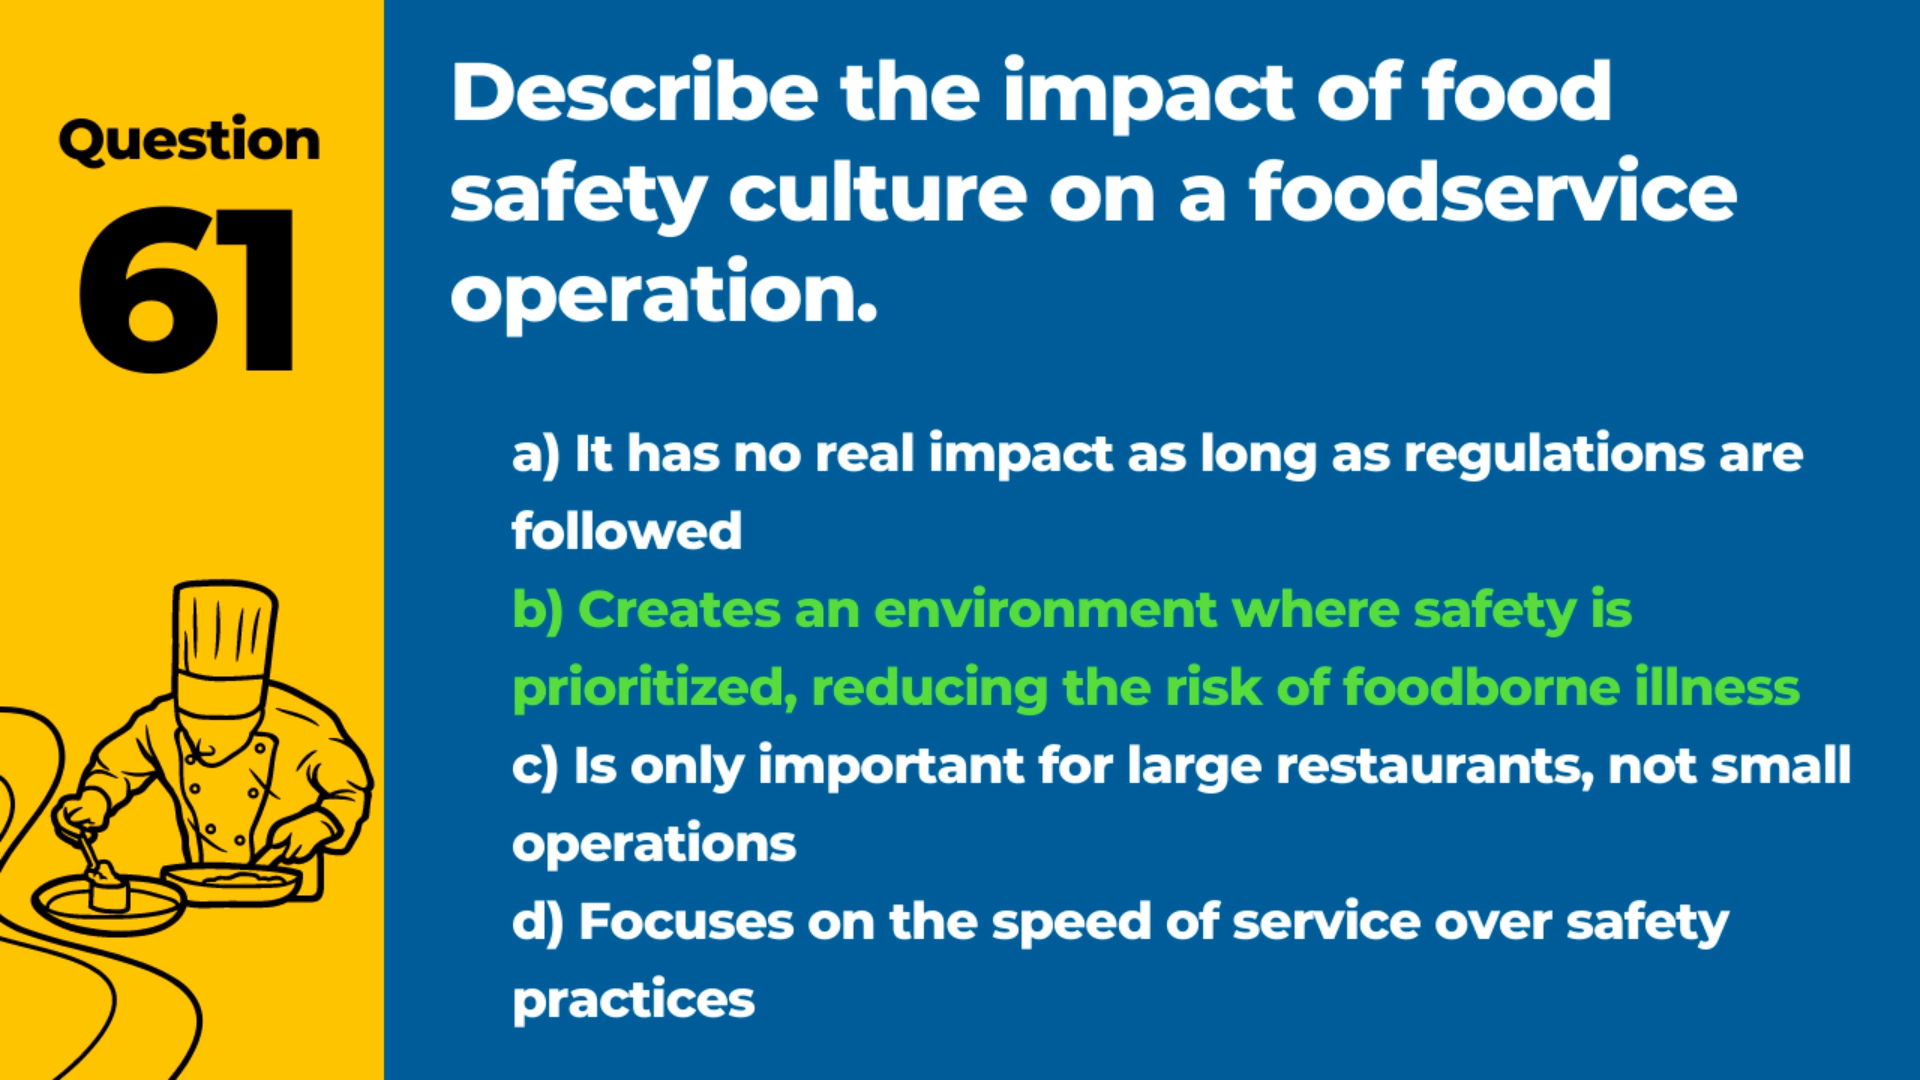 Question
61
Describe the impact of food
safety culture on a foodservice
operation.
a) It has no real impact as long as regulations are
followed
b) Creates an environment where safety is
prioritized, reducing the risk of foodborne illness
c) Is only important for large restaurants, not small
operations
d) Focuses on the speed of service over safety
practices